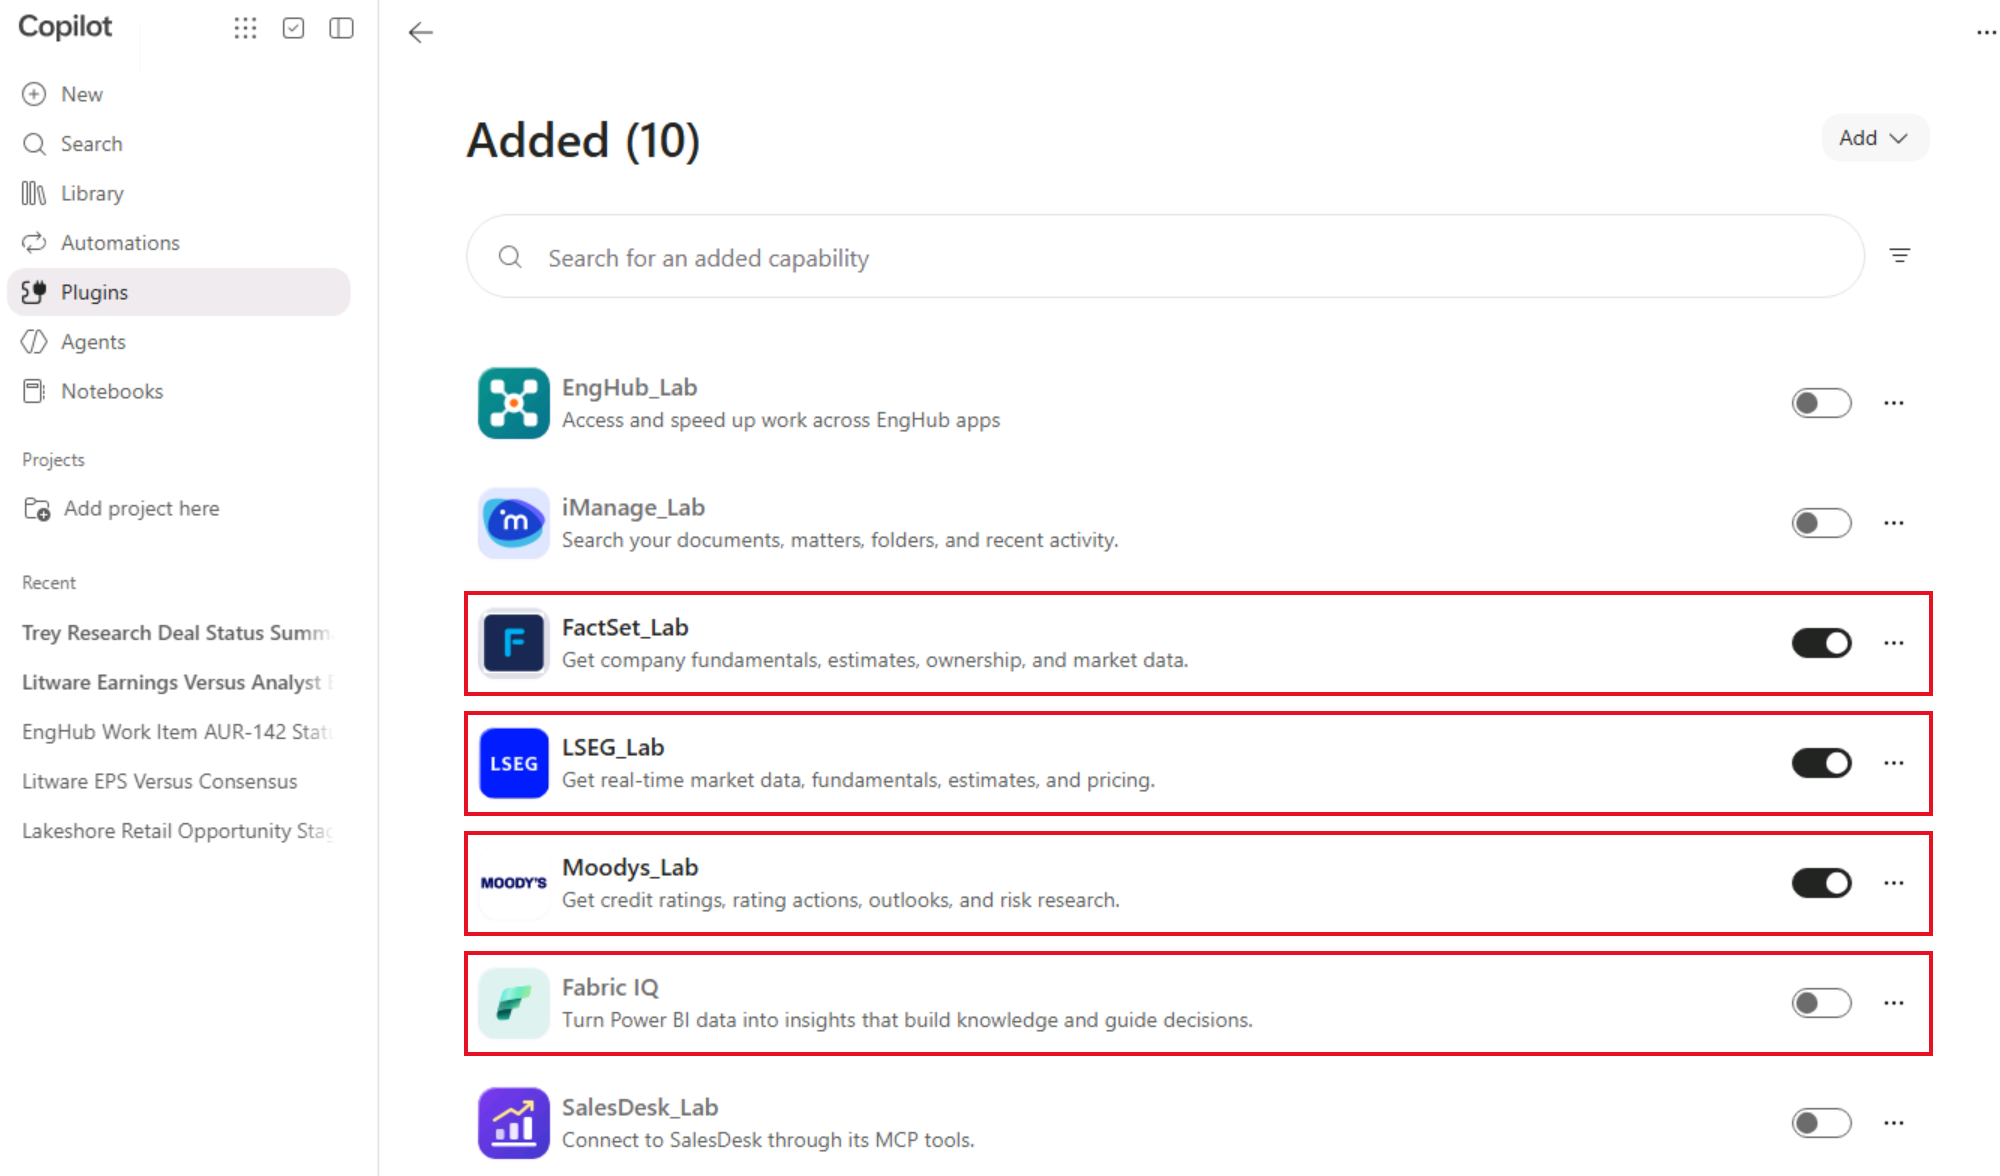 Copilot
New
Search
Library
Automations
Plugins
Agents
Notebooks
Projects
Add project here
Recent
Trey Research Deal Status Summ
Litware Earnings Versus Analyst
EngHub Work Item AUR-142 Stat
Litware EPS Versus Consensus
Lakeshore Retail Opportunity Stag
Added (10)
Add
Search for an added capability
EngHub_Lab
Access and speed up work across EngHub apps
im
iManage_Lab
Search your documents, matters, folders, and recent activity.
F
FactSet_Lab
Get company fundamentals, estimates, ownership, and market data.
LSEG
LSEG_Lab
Get real-time market data, fundamentals, estimates, and pricing.
MOODY'S
Moodys_Lab
Get credit ratings, rating actions, outlooks, and risk research.
Fabric IQ
Turn Power BI data into insights that build knowledge and guide decisions.
SalesDesk_Lab
Connect to SalesDesk through its MCP tools.